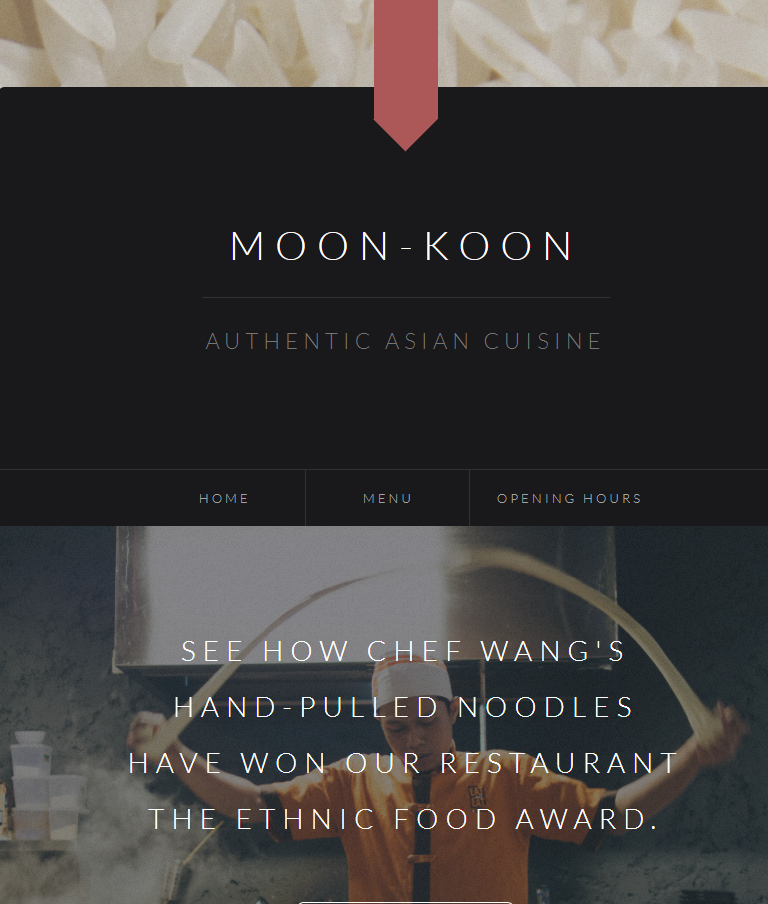 MOON-KOON
AUTHENTIC ASIAN CUISINE
HOME
MENU
OPENING HOURS
SEE HOW CHEF WANG'S
HAND-PULLED NOODLES
HAVE WON OUR RESTAURANT
THE ETHNIC FOOD AWARD.